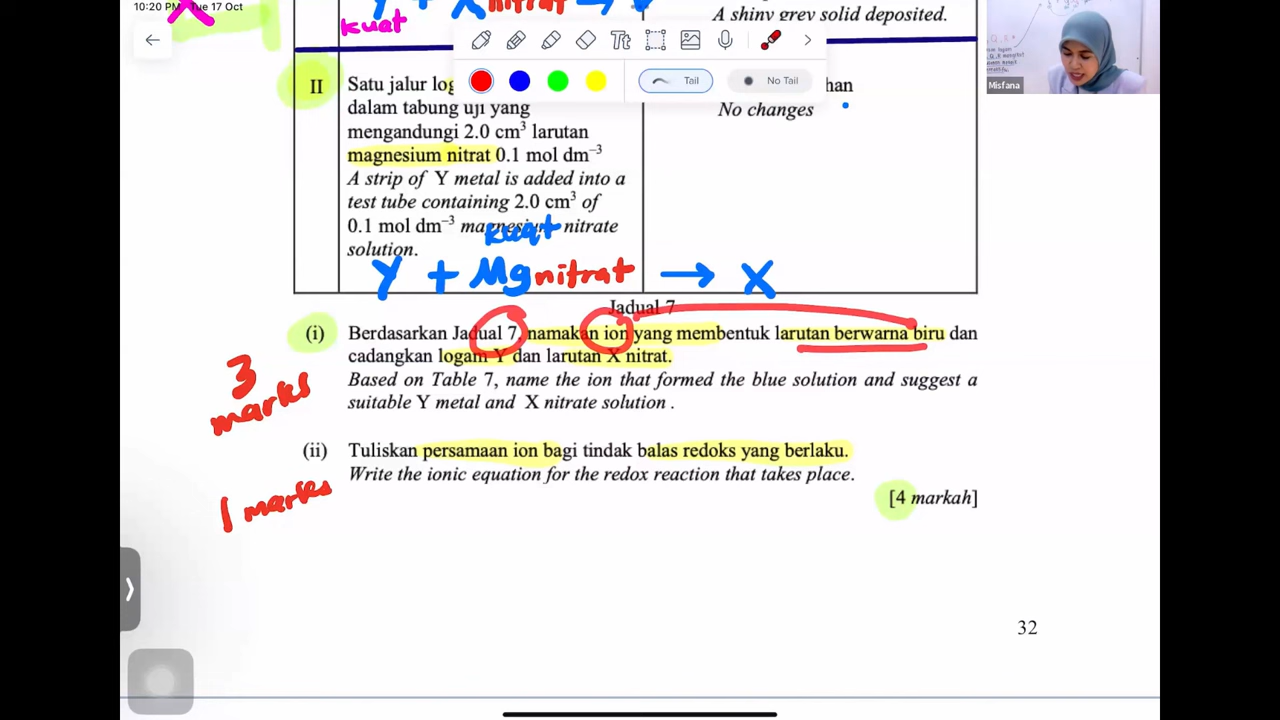 10:20 PM Tue 17 Oct
X
Y + X nitrat →
kuat
A shiny grey solid deposited.
Tt
Tail
No Tail
Misfana
II
Satu jalur
dalam tabung uji yang
mengandungi 2.0 cm³ larutan
magnesium nitrat 0.1 mol dm⁻³
A strip of Y metal is added into a
test tube containing 2.0 cm³ of
0.1 mol dm⁻³ magnesium nitrate
solution.
No changes
kuat
Y + Mg nitrat → X
Jadual 7
(i) Berdasarkan Jadual 7, namakan ion yang membentuk larutan berwarna biru dan
cadangkan logam Y dan larutan X nitrat.
Based on Table 7, name the ion that formed the blue solution and suggest a
suitable Y metal and X nitrate solution .
3
marks
(ii) Tuliskan persamaan ion bagi tindak balas redoks yang berlaku.
Write the ionic equation for the redox reaction that takes place.
1 marks
[4 markah]
32